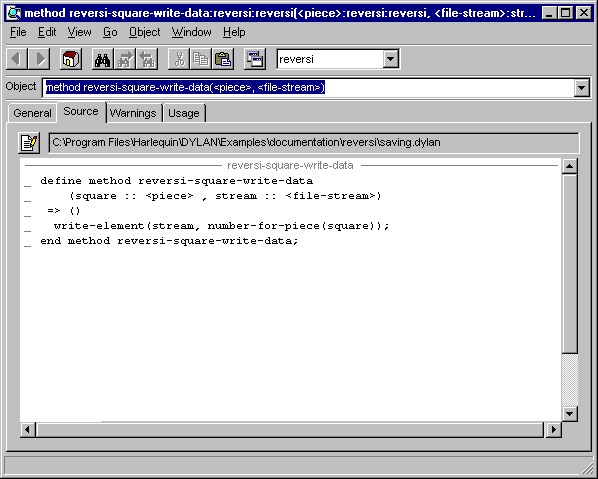 method reversi-square-write-data:reversi:reversi(<piece>:reversi:reversi, <file-stream>:str...
File Edit View Go Object Window Help
reversi
Object method reversi-square-write-data(<piece>, <file-stream>)
General Source Warnings Usage
C:\Program Files\Harlequin\DYLAN\Examples\documentation\reversi\saving.dylan
reversi-square-write-data
_ define method reversi-square-write-data
_ (square :: <piece> , stream :: <file-stream>)
_ => ()
_ write-element(stream, number-for-piece(square));
_ end method reversi-square-write-data;